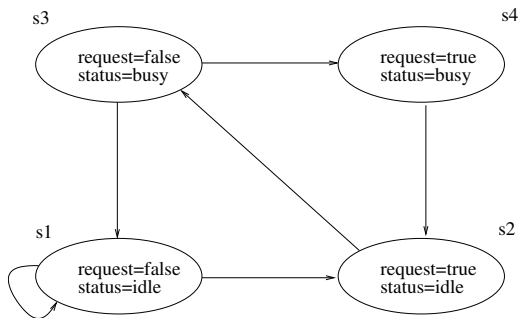 s3
s4
request=false
status=busy
request=true
status=busy
s1
s2
request=false
status=idle
request=true
status=idle